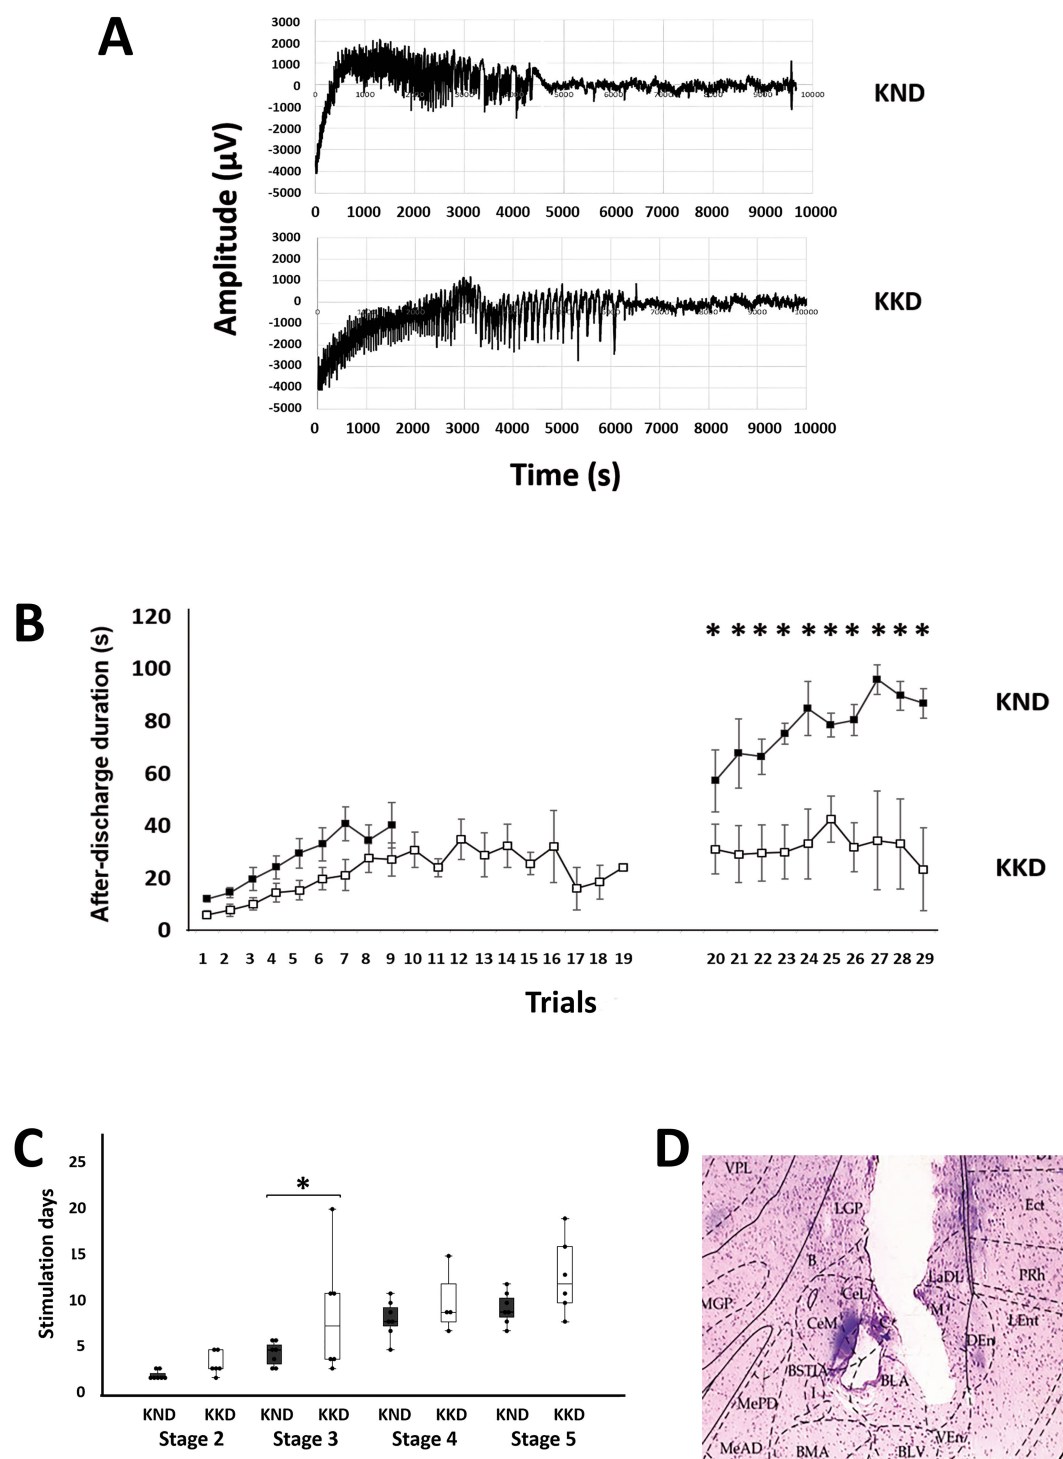 A
3000
2000
1000
0
-1000
-2000
-3000
-4000
-5000
0 1000 2000 3000 4000 5000 6000 7000 8000 9000 10000
KND
Amplitude (µV)
3000
2000
1000
0
-1000
-2000
-3000
-4000
-5000
0 1000 2000 3000 4000 5000 6000 7000 8000 9000 10000
KKD
Time (s)
B
After-discharge duration (s)
120
100
80
60
40
20
0
* * * * * * * * * *
KND
KKD
1 2 3 4 5 6 7 8 9 10 11 12 13 14 15 16 17 18 19 20 21 22 23 24 25 26 27 28 29
Trials
C
Stimulation days
25
20
15
10
5
0
*
KND KKD KND KKD KND KKD KND KKD
Stage 2 Stage 3 Stage 4 Stage 5
D
VPL
LGP
Ect
B
LaDL
PRh
MGP
CeL
M
LEnt
CeM
C
DEn
BSTIA
BLA
I
MePD
VEn
MeAD
BMA
BLV